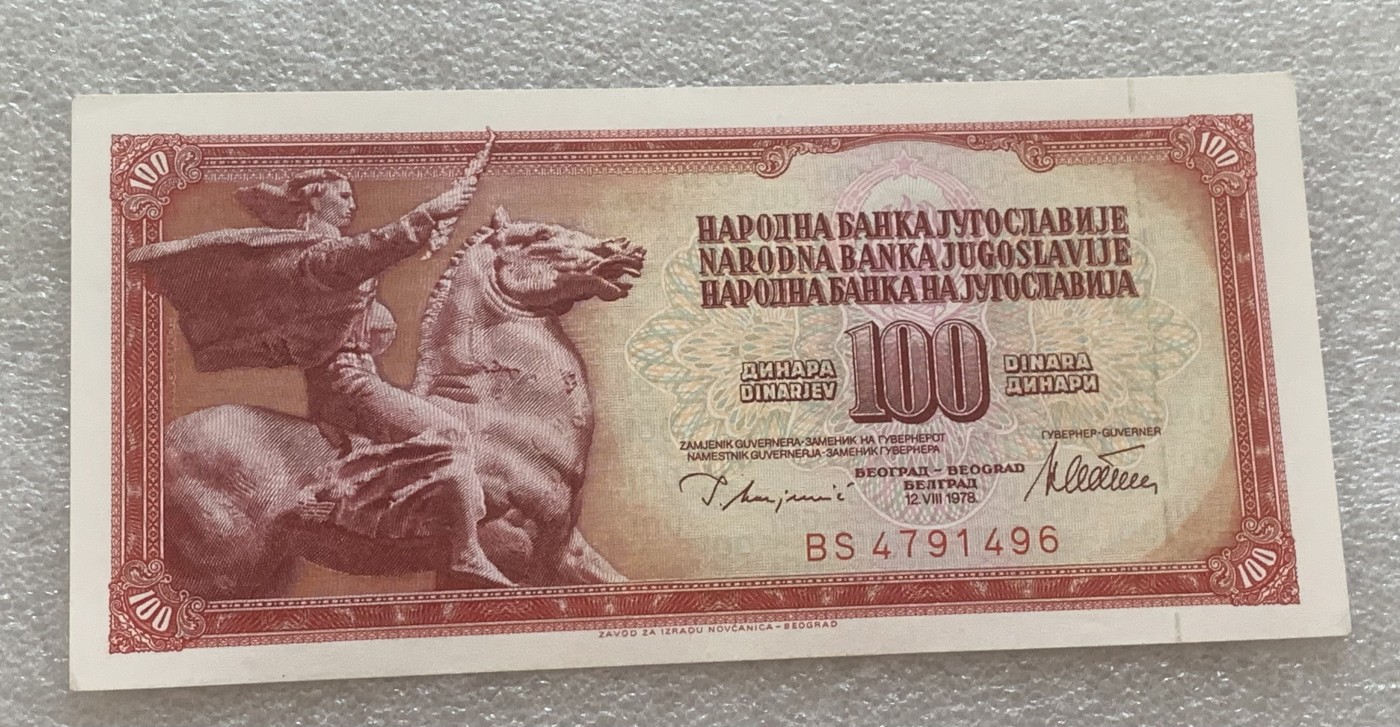 100 100
НАРОДНА БАНКА ЈУГОСЛАВИЈЕ
NARODNA BANKA JUGOSLAVIJE
НАРОДНА БАНКА НА ЈУГОСЛАВИЈА
ДИНАРА 100 DINARA
DINARJEV ДИНАРИ
ZAMJENIK GUVERNERA-ЗАМЕНИК НА ГУВЕРНЕРОТ ГУВЕРНЕР-GUVERNER
NAMESTNIK GUVERNERJA-ЗАМЕНИК ГУВЕРНЕРА
БЕОГРАД – BEOGRAD
БЕЛГРАД
12.VIII 1978.
BS 4791496
100 100
ZAVOD ZA IZRADU NOVČANICA – BEOGRAD